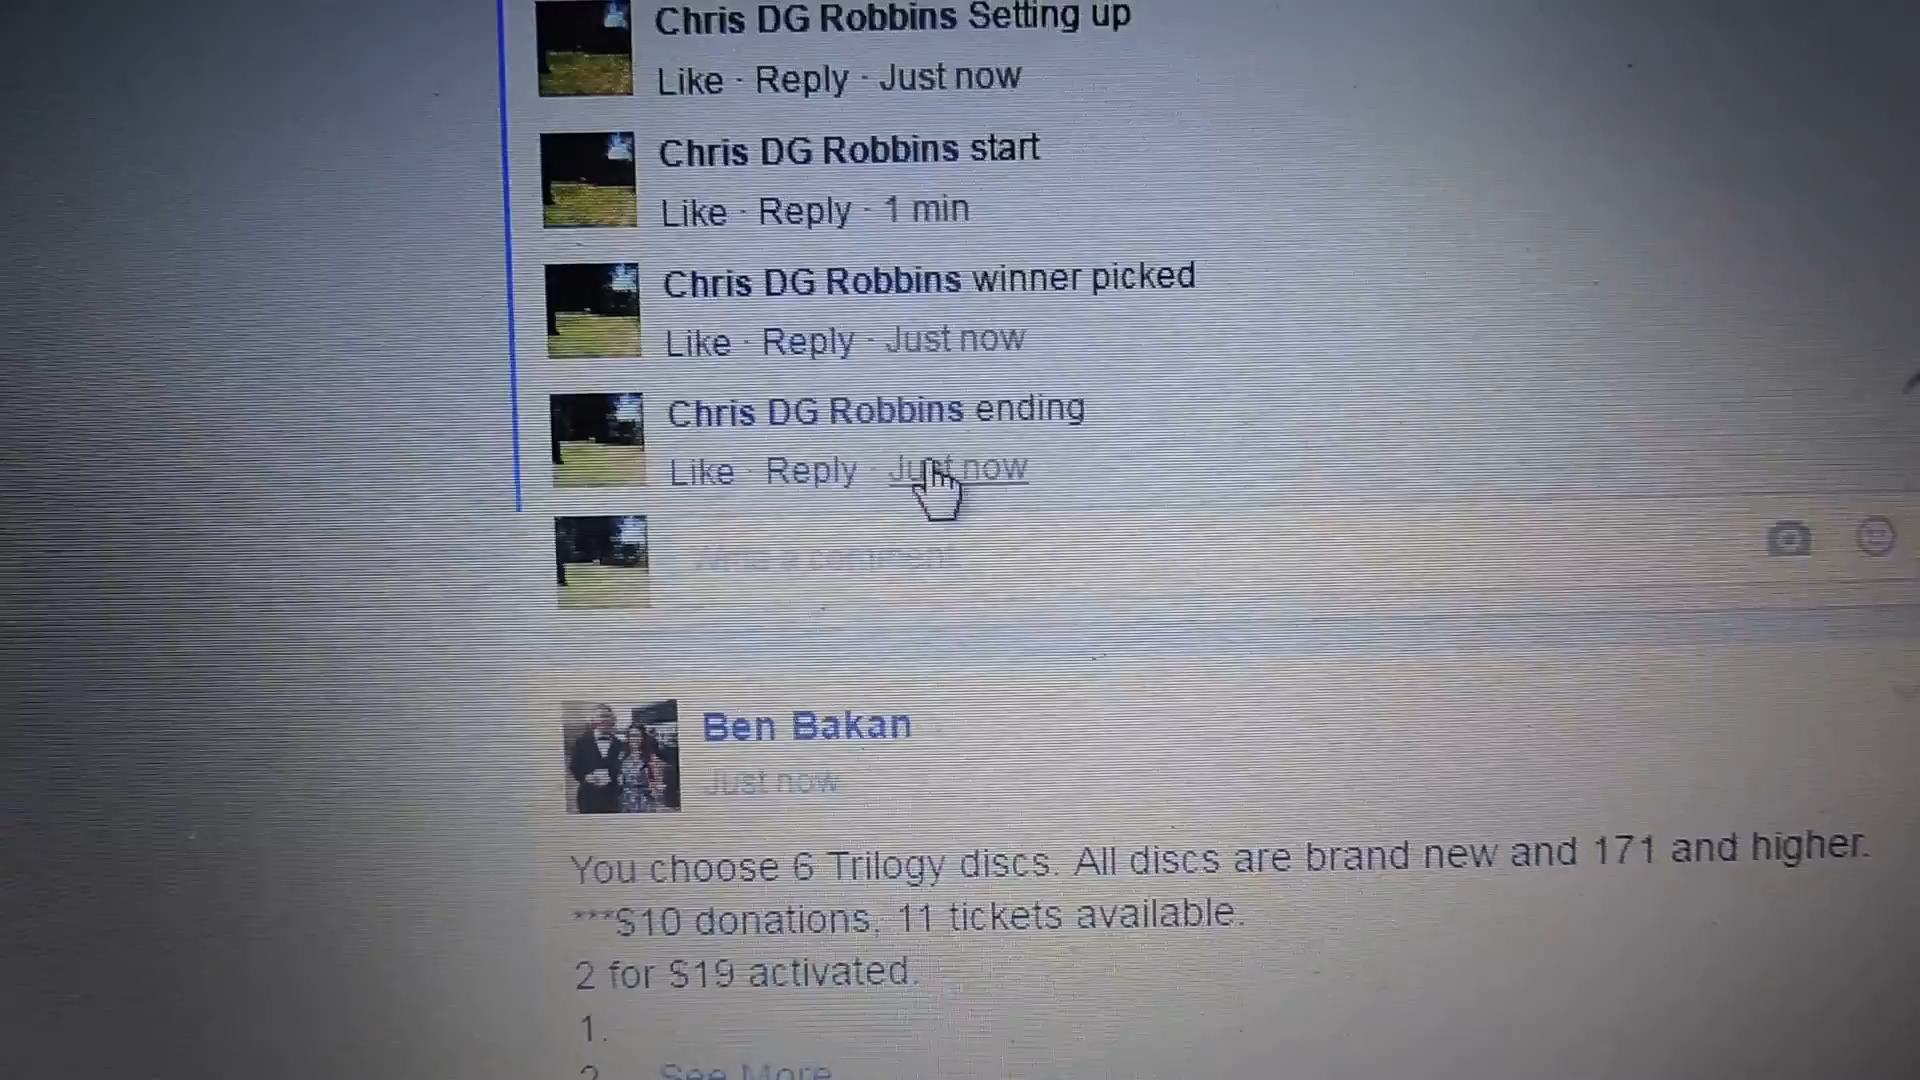 Chris DG Robbins Setting up
Like · Reply · Just now
Chris DG Robbins start
Like · Reply · 1 min
Chris DG Robbins winner picked
Like · Reply · Just now
Chris DG Robbins ending
Like · Reply · Just now
Write a comment
Ben Bakan
Just now
You choose 6 Trilogy discs. All discs are brand new and 171 and higher.
***$10 donations, 11 tickets available.
2 for $19 activated.
1.
2. See More